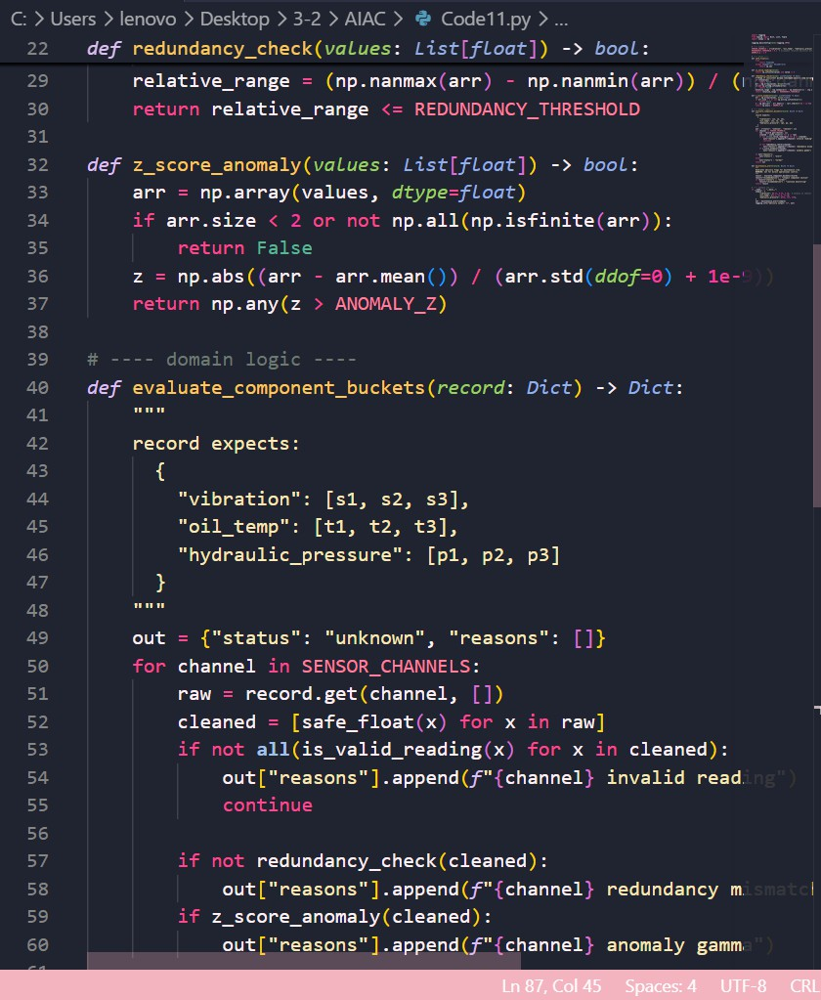 C: > Users > lenovo > Desktop > 3-2 > AIAC > Code11.py > ...
22 def redundancy_check(values: List[float]) -> bool:
29     relative_range = (np.nanmax(arr) - np.nanmin(arr)) / (
30     return relative_range <= REDUNDANCY_THRESHOLD
31
32 def z_score_anomaly(values: List[float]) -> bool:
33     arr = np.array(values, dtype=float)
34     if arr.size < 2 or not np.all(np.isfinite(arr)):
35         return False
36     z = np.abs((arr - arr.mean()) / (arr.std(ddof=0) + 1e-9))
37     return np.any(z > ANOMALY_Z)
38
39 # ---- domain logic ----
40 def evaluate_component_buckets(record: Dict) -> Dict:
41     """
42     record expects:
43       {
44         "vibration": [s1, s2, s3],
45         "oil_temp": [t1, t2, t3],
46         "hydraulic_pressure": [p1, p2, p3]
47       }
48     """
49     out = {"status": "unknown", "reasons": []}
50     for channel in SENSOR_CHANNELS:
51         raw = record.get(channel, [])
52         cleaned = [safe_float(x) for x in raw]
53         if not all(is_valid_reading(x) for x in cleaned):
54             out["reasons"].append(f"{channel} invalid reading")
55             continue
56
57         if not redundancy_check(cleaned):
58             out["reasons"].append(f"{channel} redundancy mismatch
59         if z_score_anomaly(cleaned):
60             out["reasons"].append(f"{channel} anomaly gamma")
Ln 87, Col 45 Spaces: 4 UTF-8 CRL